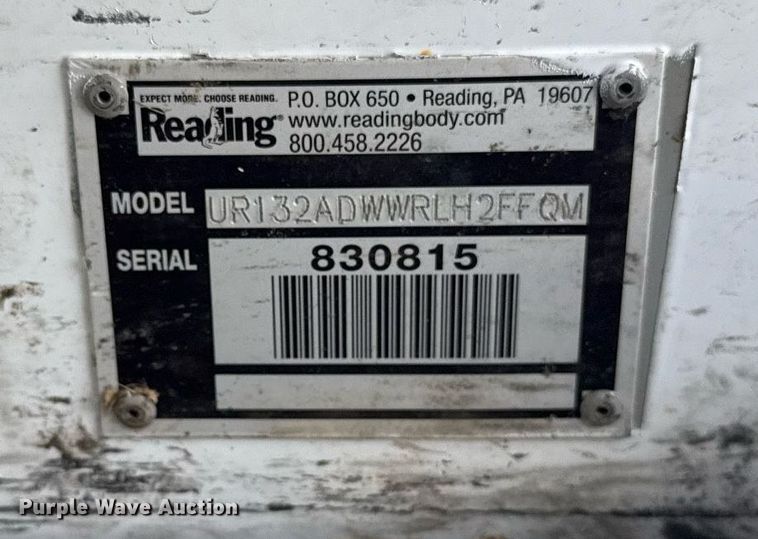 EXPECT MORE. CHOOSE READING.
Reading®
P.O. BOX 650 • Reading, PA 19607
www.readingbody.com
800.458.2226
MODEL UR132ADWWRLH2FFQM
SERIAL 830815
Purple Wave Auction